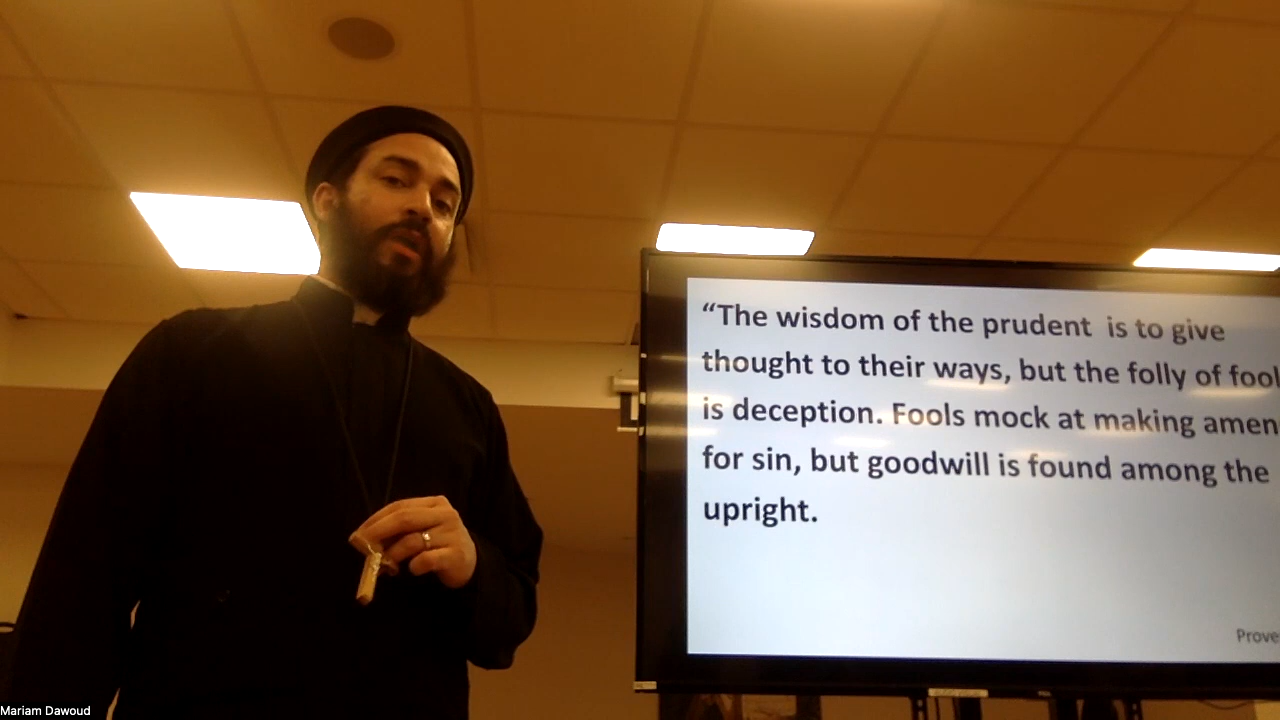 “The wisdom of the prudent is to give
thought to their ways, but the folly of fool
is deception. Fools mock at making amen
for sin, but goodwill is found among the
upright.
Prove
Mariam Dawoud